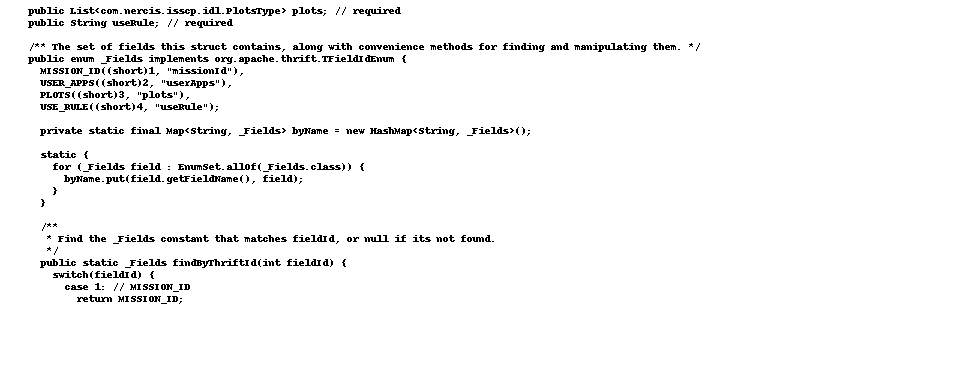 public List<com.nercis.isscp.idl.PlotsType> plots; // required
public String useRule; // required

/** The set of fields this struct contains, along with convenience methods for finding and manipulating them. */
public enum _Fields implements org.apache.thrift.TFieldIdEnum {
  MISSION_ID((short)1, "missionId"),
  USER_APPS((short)2, "userApps"),
  PLOTS((short)3, "plots"),
  USE_RULE((short)4, "useRule");

  private static final Map<String, _Fields> byName = new HashMap<String, _Fields>();

  static {
    for (_Fields field : EnumSet.allOf(_Fields.class)) {
      byName.put(field.getFieldName(), field);
    }
  }

  /**
   * Find the _Fields constant that matches fieldId, or null if its not found.
   */
  public static _Fields findByThriftId(int fieldId) {
    switch(fieldId) {
      case 1: // MISSION_ID
        return MISSION_ID;